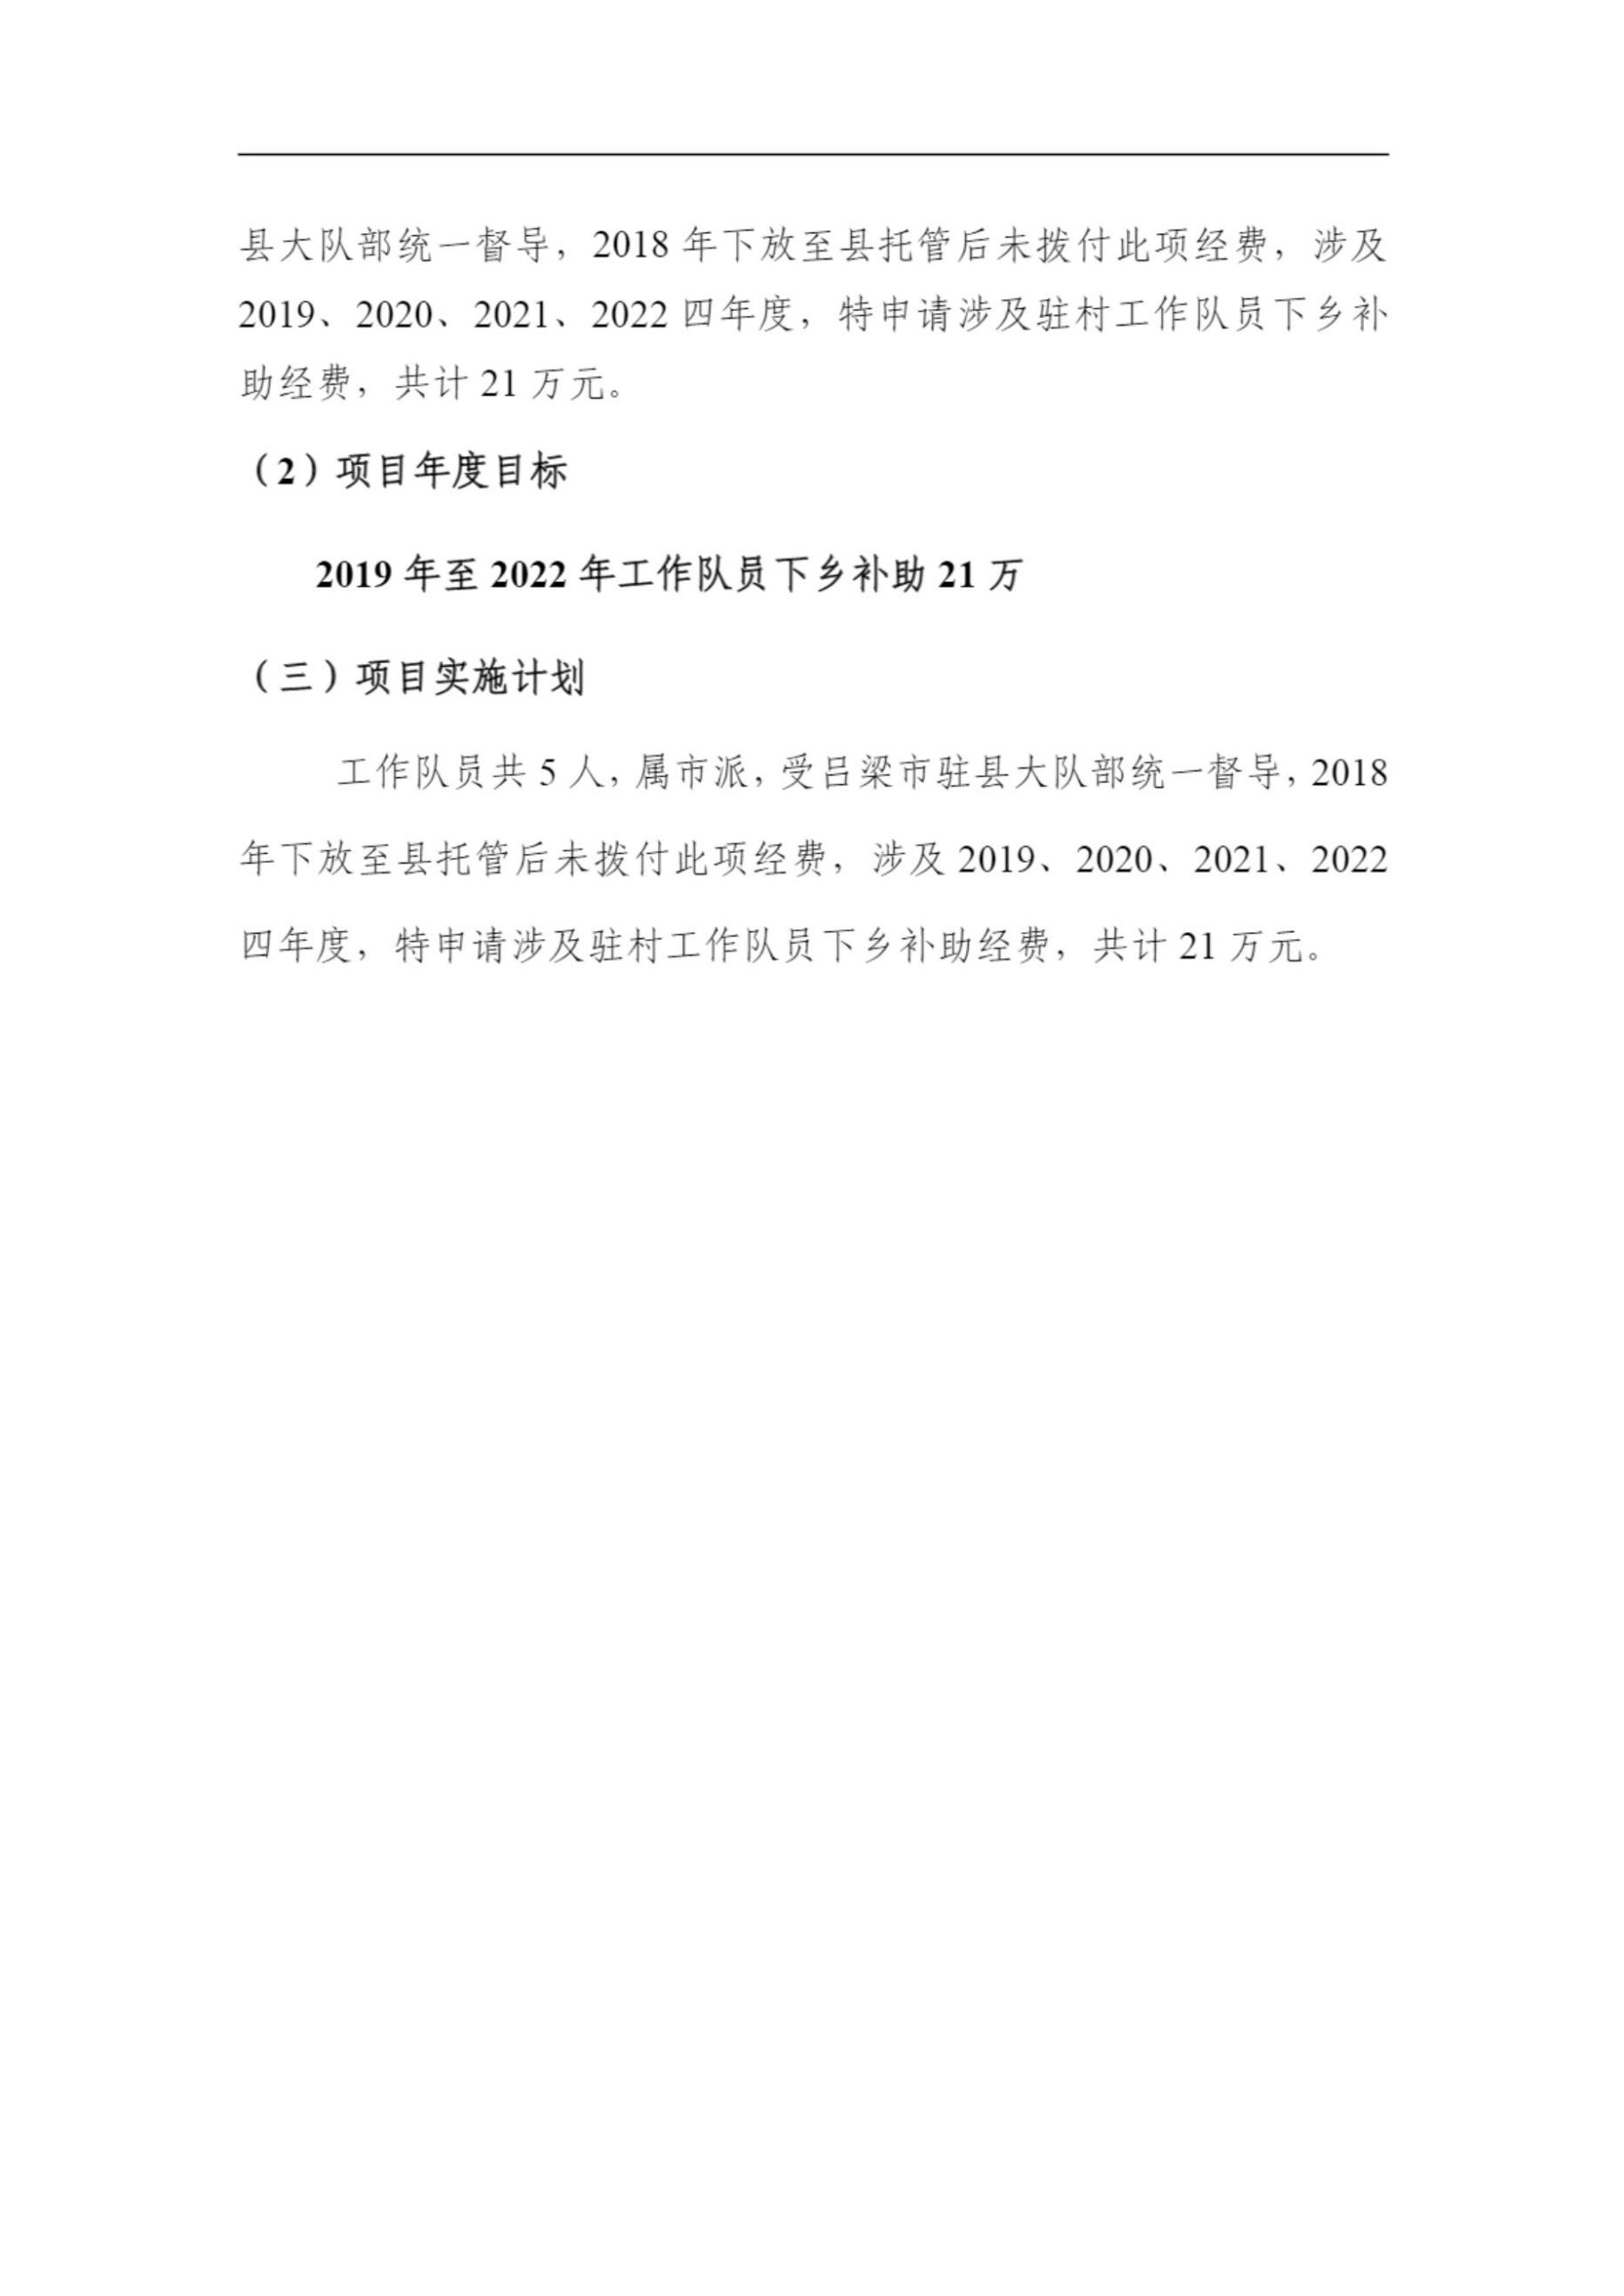 县大队部统一督导，2018 年下放至县托管后未拨付此项经费，涉及
2019、2020、2021、2022 四年度，特申请涉及驻村工作队员下乡补
助经费，共计 21 万元。
（2）项目年度目标
2019 年至 2022 年工作队员下乡补助 21 万
（三）项目实施计划
工作队员共 5 人，属市派，受吕梁市驻县大队部统一督导，2018
年下放至县托管后未拨付此项经费，涉及 2019、2020、2021、2022
四年度，特申请涉及驻村工作队员下乡补助经费，共计 21 万元。